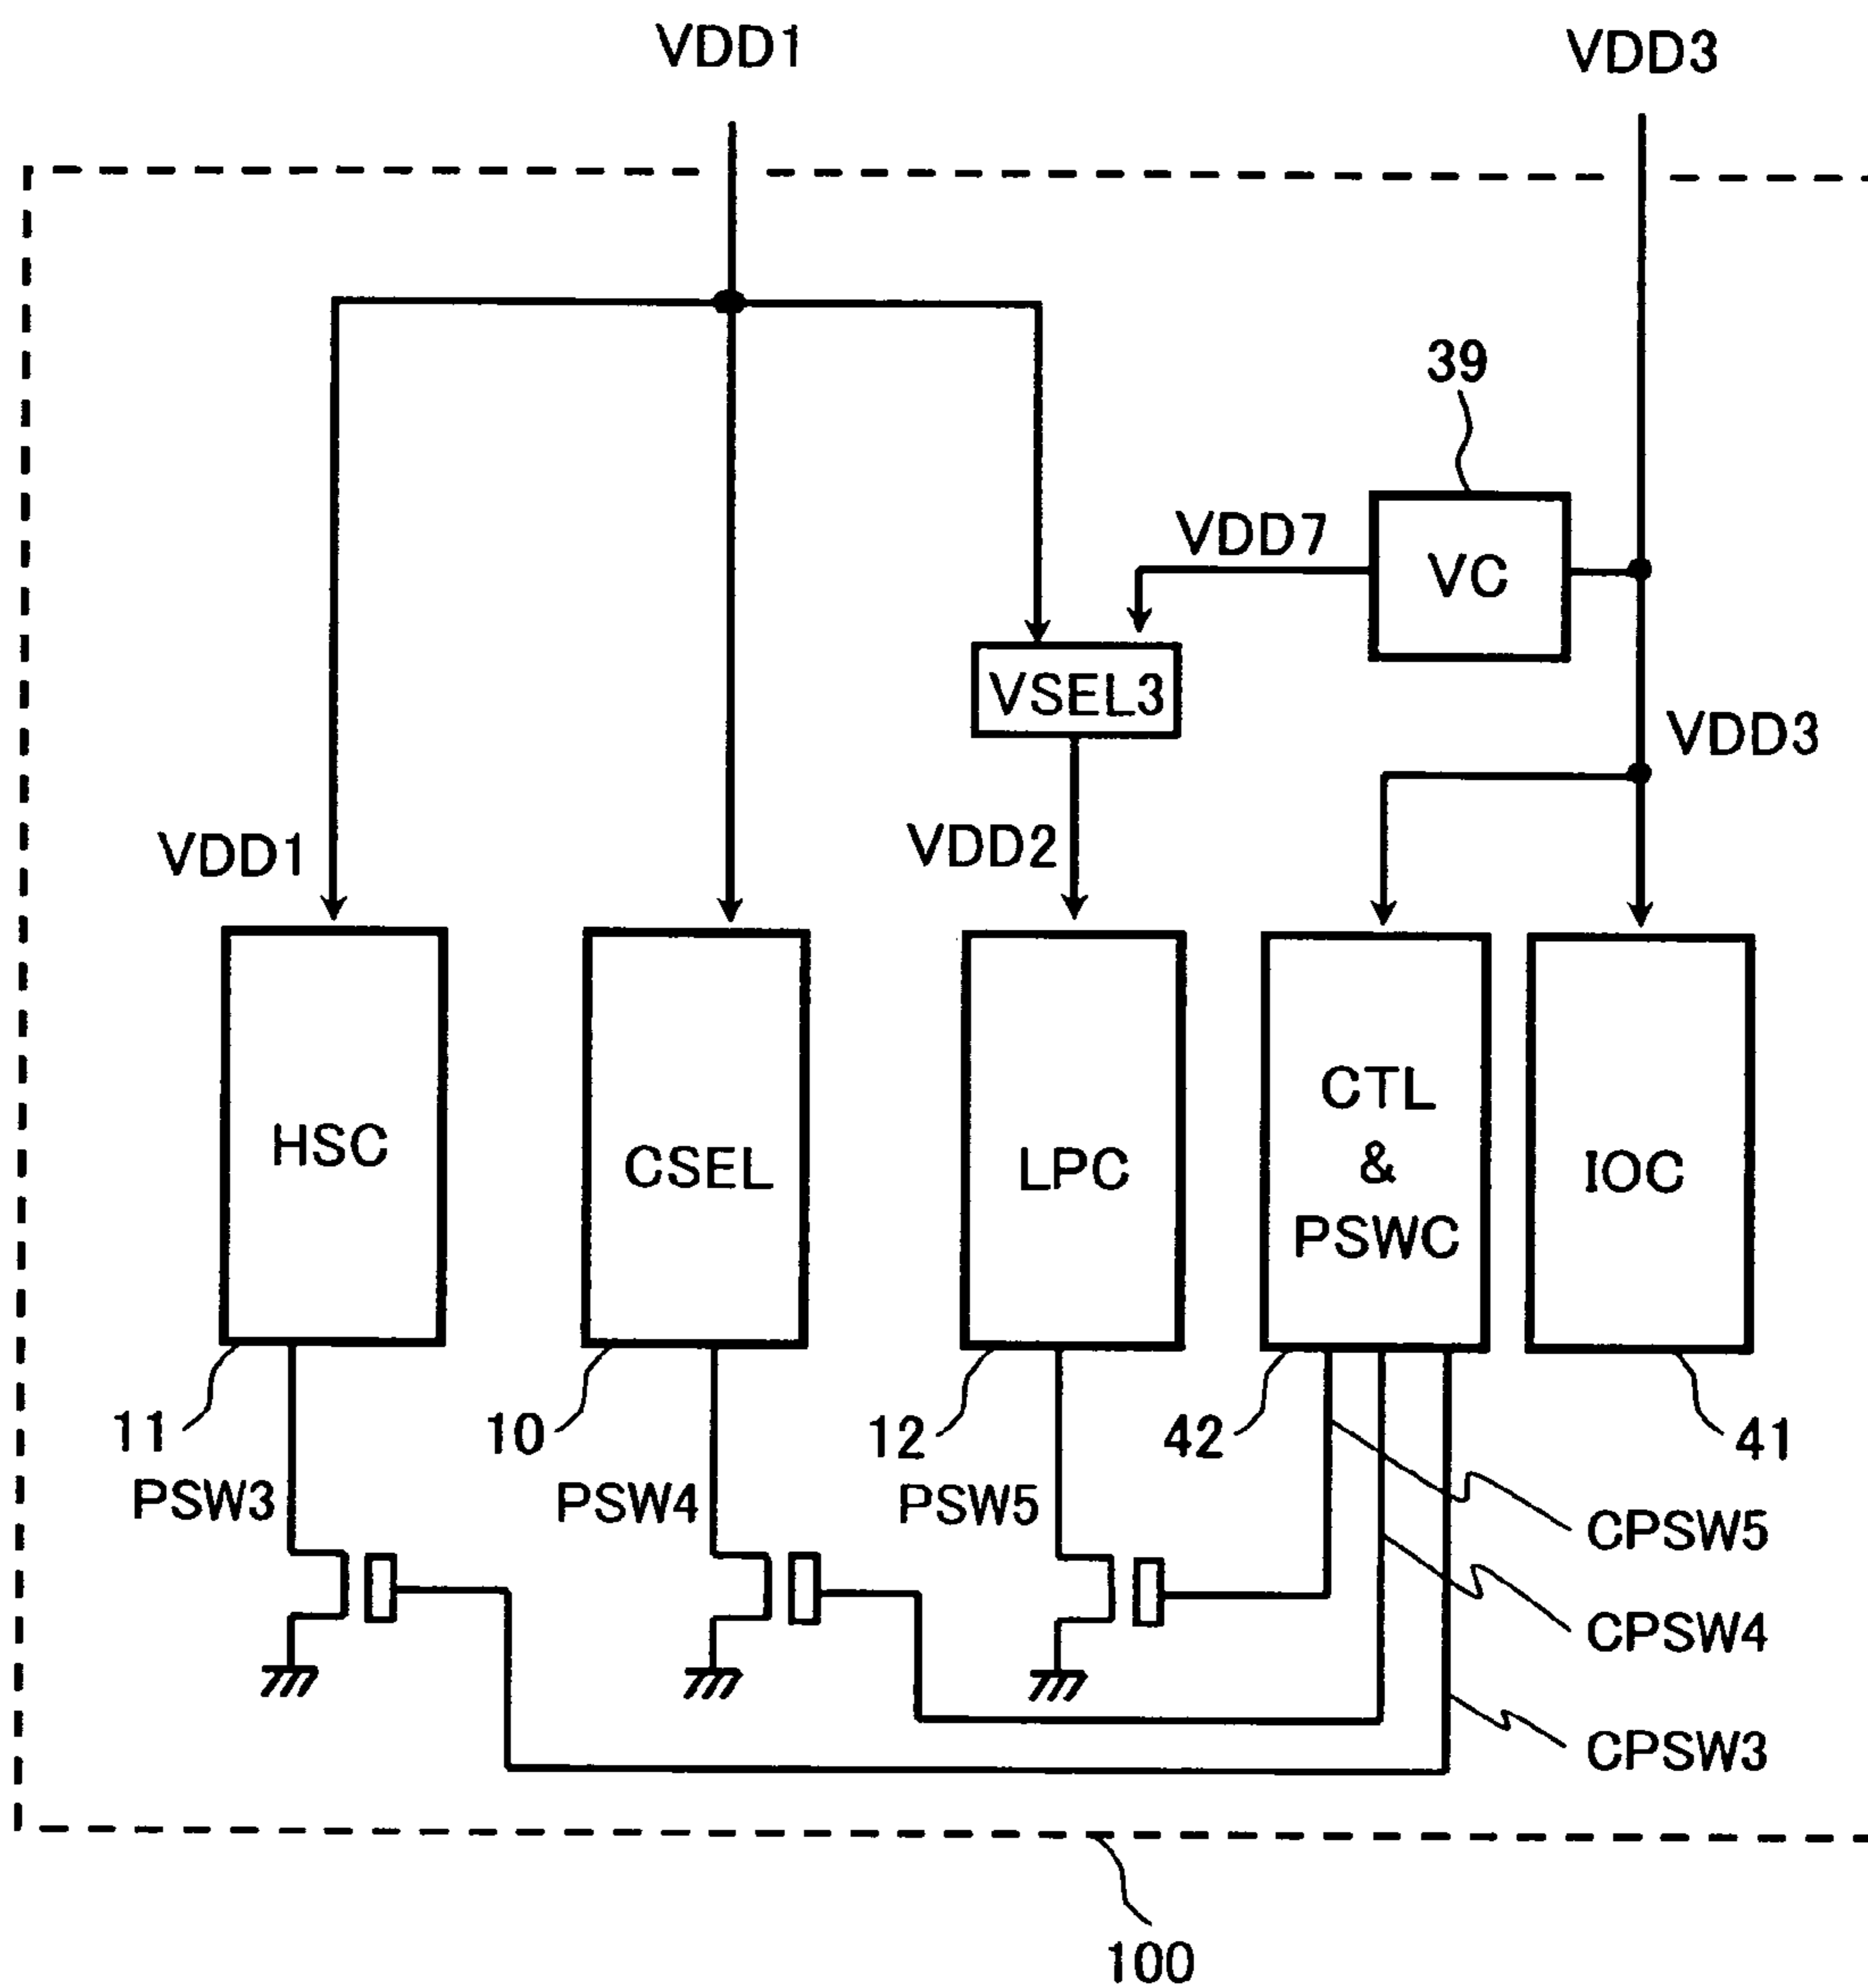 VDD1
VDD3
39
VDD7
VC
VSEL3
VDD3
VDD1
VDD2
HSC
CSEL
LPC
CTL
&
PSWC
IOC
11
10
12
42
41
PSW3
PSW4
PSW5
CPSW5
CPSW4
CPSW3
100